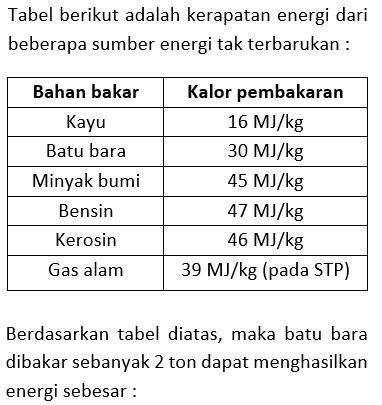 Tabel berikut adalah kerapatan energi dari
beberapa sumber energi tak terbarukan :
Bahan bakar Kalor pembakaran
Kayu 16 MJ/kg
Batu bara 30 MJ/kg
Minyak bumi 45 MJ/kg
Bensin 47 MJ/kg
Kerosin 46 MJ/kg
Gas alam 39 MJ/kg (pada STP)
Berdasarkan tabel diatas, maka batu bara
dibakar sebanyak 2 ton dapat menghasilkan
energi sebesar :